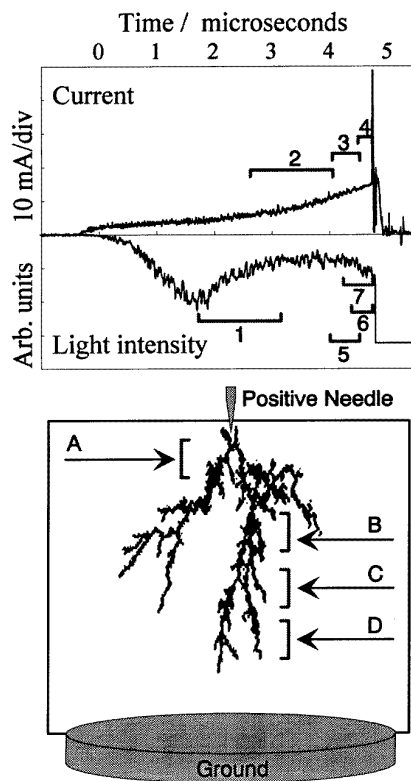 Time / microseconds
0 1 2 3 4 5
Current
10 mA/div
2
3
4
Arb. units
Light intensity
1
7
6
5
Positive Needle
A
B
C
D
Ground